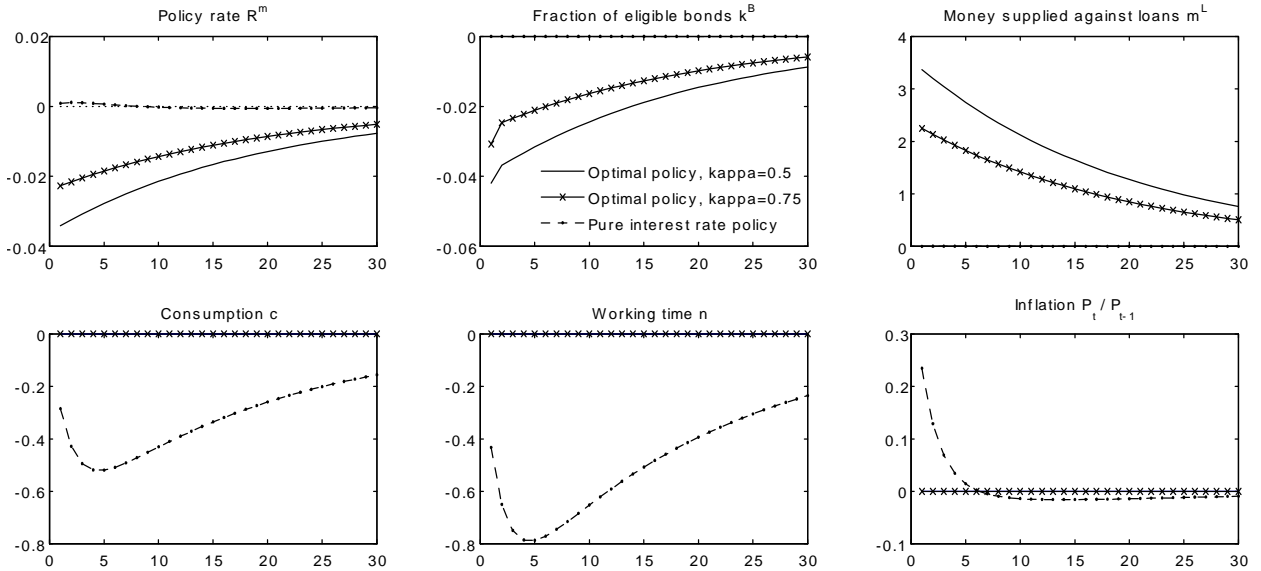 Policy rate R^m
0.02
0
-0.02
-0.04
0 5 10 15 20 25 30
Fraction of eligible bonds k^B
0
-0.02
-0.04
-0.06
Optimal policy, kappa=0.5
Optimal policy, kappa=0.75
Pure interest rate policy
0 5 10 15 20 25 30
Money supplied against loans m^L
4
3
2
1
0
0 5 10 15 20 25 30
Consumption c
0
-0.2
-0.4
-0.6
-0.8
0 5 10 15 20 25 30
Working time n
0
-0.2
-0.4
-0.6
-0.8
0 5 10 15 20 25 30
Inflation P_t / P_t-1
0.3
0.2
0.1
0
-0.1
0 5 10 15 20 25 30